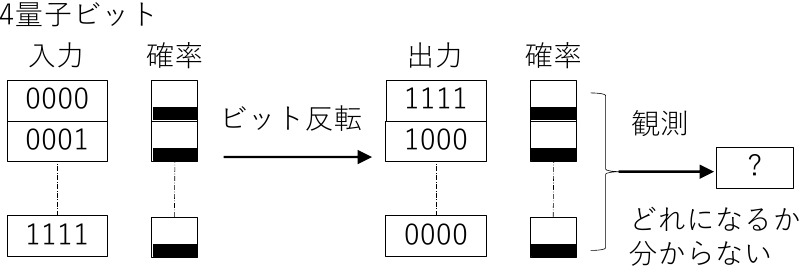 4量子ビット
入力 確率 出力 確率
0000 1111
0001 ビット反転 1000 観測 ?
1111 0000
どれになるか
分からない